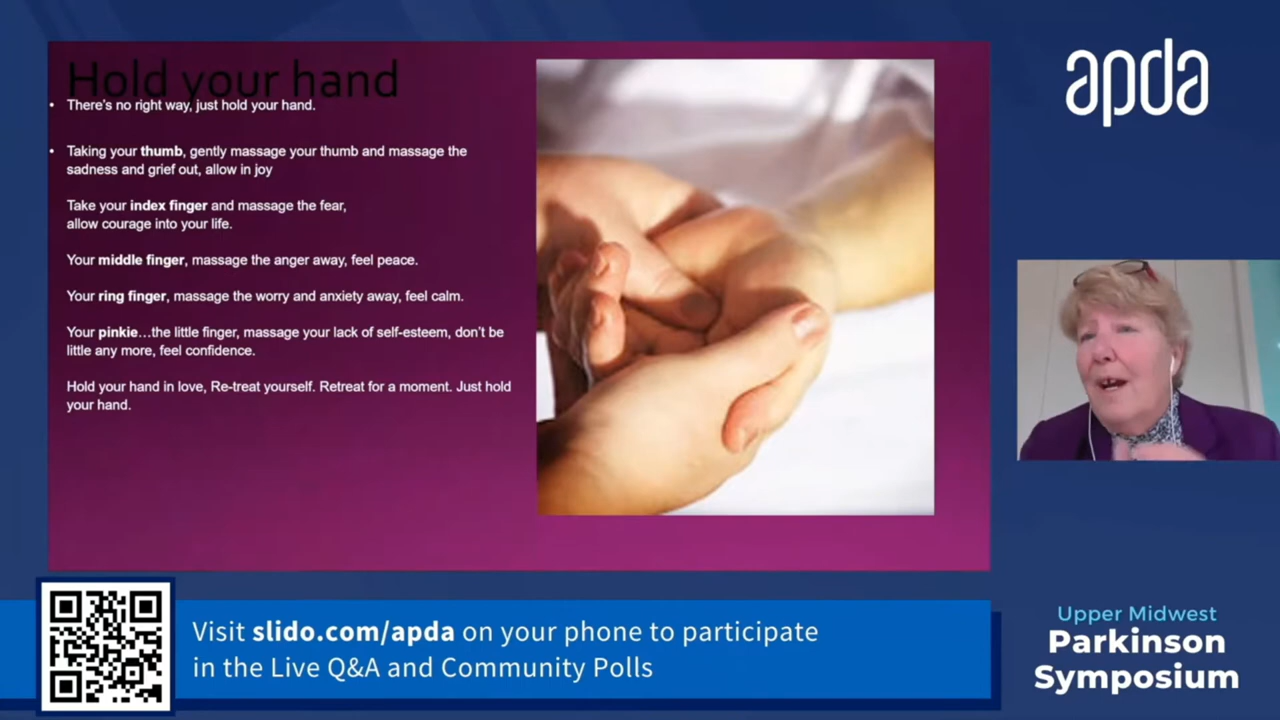 Hold your hand
• There's no right way, just hold your hand.
• Taking your thumb, gently massage your thumb and massage the
sadness and grief out, allow in joy
Take your index finger and massage the fear,
allow courage into your life.
Your middle finger, massage the anger away, feel peace.
Your ring finger, massage the worry and anxiety away, feel calm.
Your pinkie…the little finger, massage your lack of self-esteem, don't be
little any more, feel confidence.
Hold your hand in love, Re-treat yourself. Retreat for a moment. Just hold
your hand.
apda
Visit slido.com/apda on your phone to participate
in the Live Q&A and Community Polls
Upper Midwest
Parkinson
Symposium